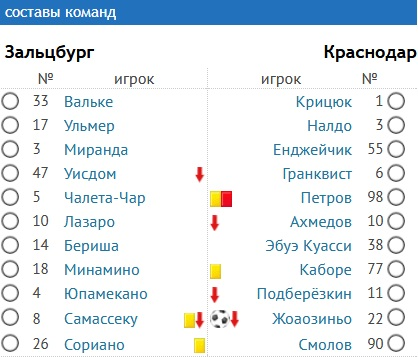 составы команд
Зальцбург Краснодар
№ игрок игрок №
33 Вальке Крицюк 1
17 Ульмер Налдо 3
3 Миранда Енджейчик 55
47 Уисдом Гранквист 6
5 Чалета-Чар Петров 98
10 Лазаро Ахмедов 10
14 Бериша Эбуэ Куасси 38
18 Минамино Каборе 77
4 Юпамекано Подберёзкин 11
8 Самассеку Жоаозиньо 22
26 Сориано Смолов 90